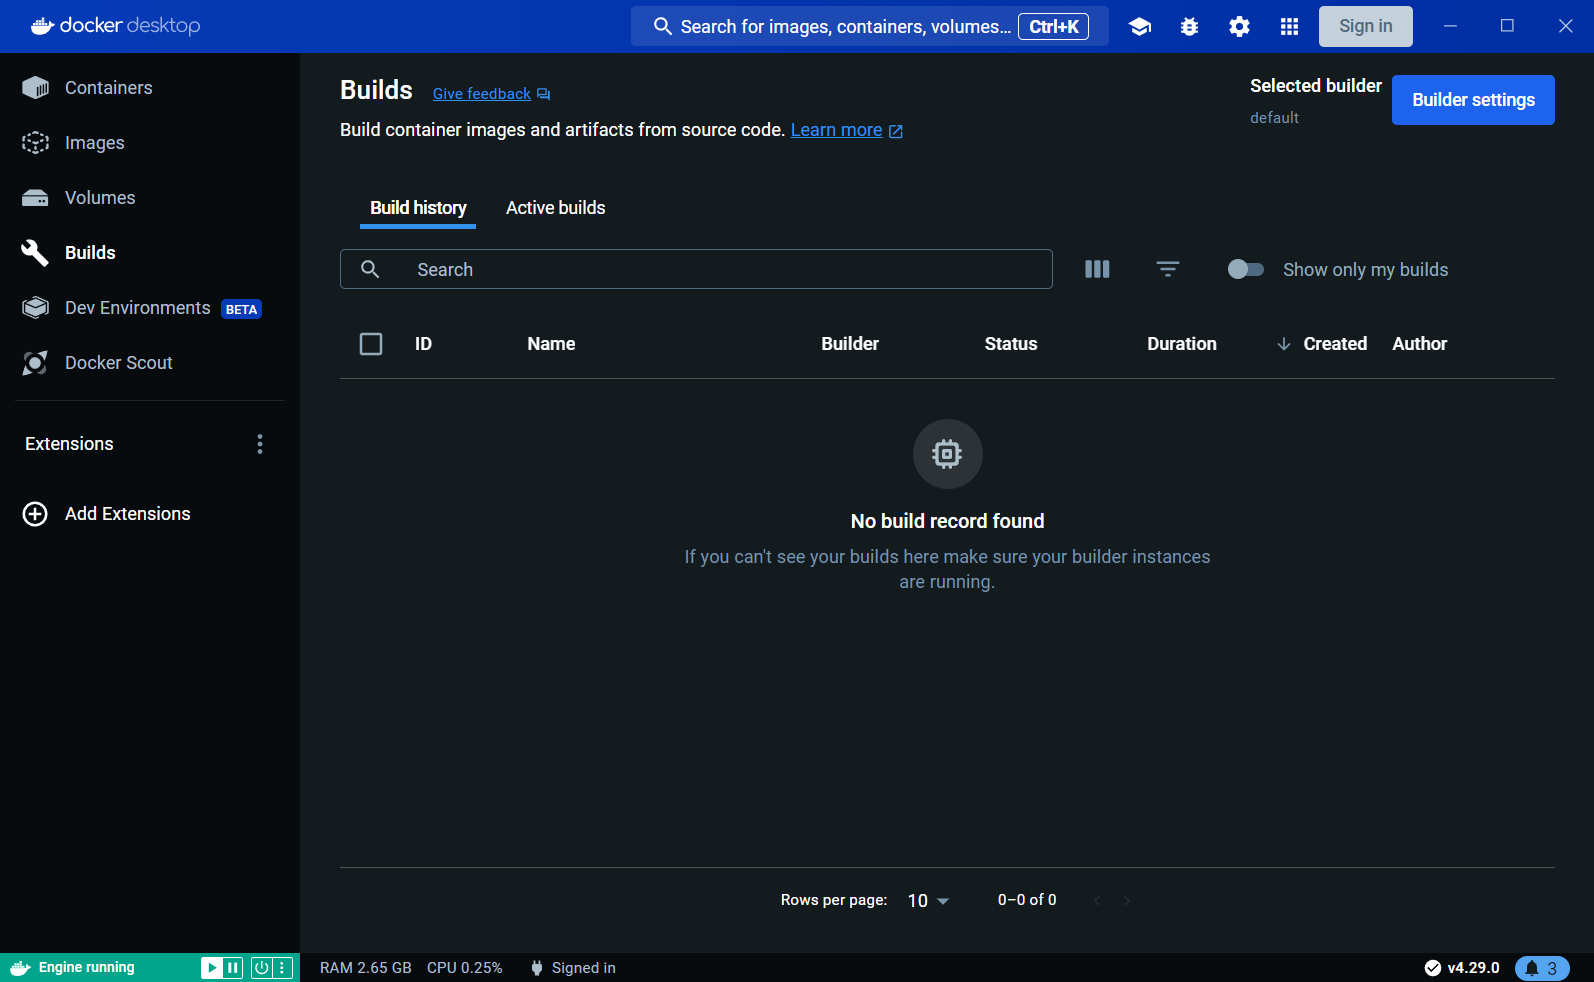 docker desktop
Search for images, containers, volumes... Ctrl+K
Sign in
Containers
Images
Volumes
Builds
Dev Environments BETA
Docker Scout
Extensions
Add Extensions
Builds Give feedback
Build container images and artifacts from source code. Learn more
Selected builder
default
Builder settings
Build history Active builds
Search
Show only my builds
ID Name Builder Status Duration Created Author
No build record found
If you can't see your builds here make sure your builder instances
are running.
Rows per page: 10 0–0 of 0
Engine running
RAM 2.65 GB CPU 0.25% Signed in
v4.29.0 3